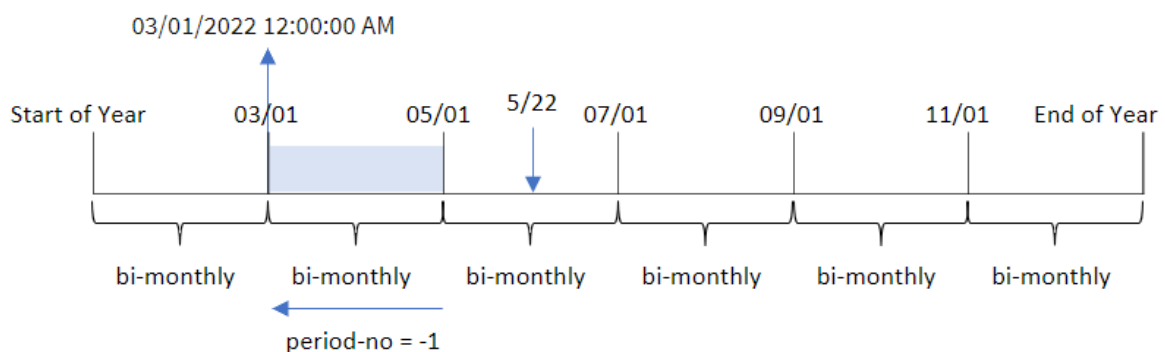 03/01/2022 12:00:00 AM
Start of Year 03/01 05/01 5/22 07/01 09/01 11/01 End of Year
bi-monthly bi-monthly bi-monthly bi-monthly bi-monthly bi-monthly
period-no = -1